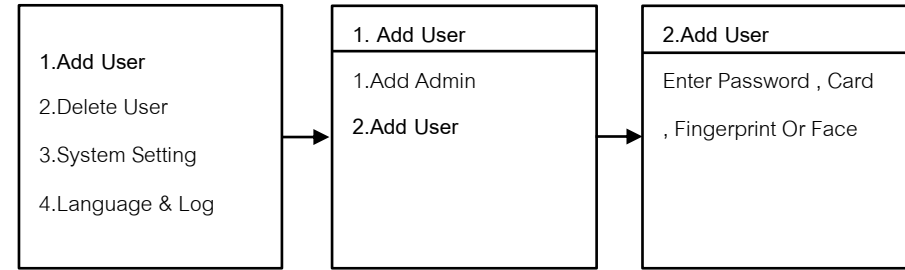 1.Add User
2.Delete User
3.System Setting
4.Language & Log
1. Add User
1.Add Admin
2.Add User
2.Add User
Enter Password , Card
, Fingerprint Or Face